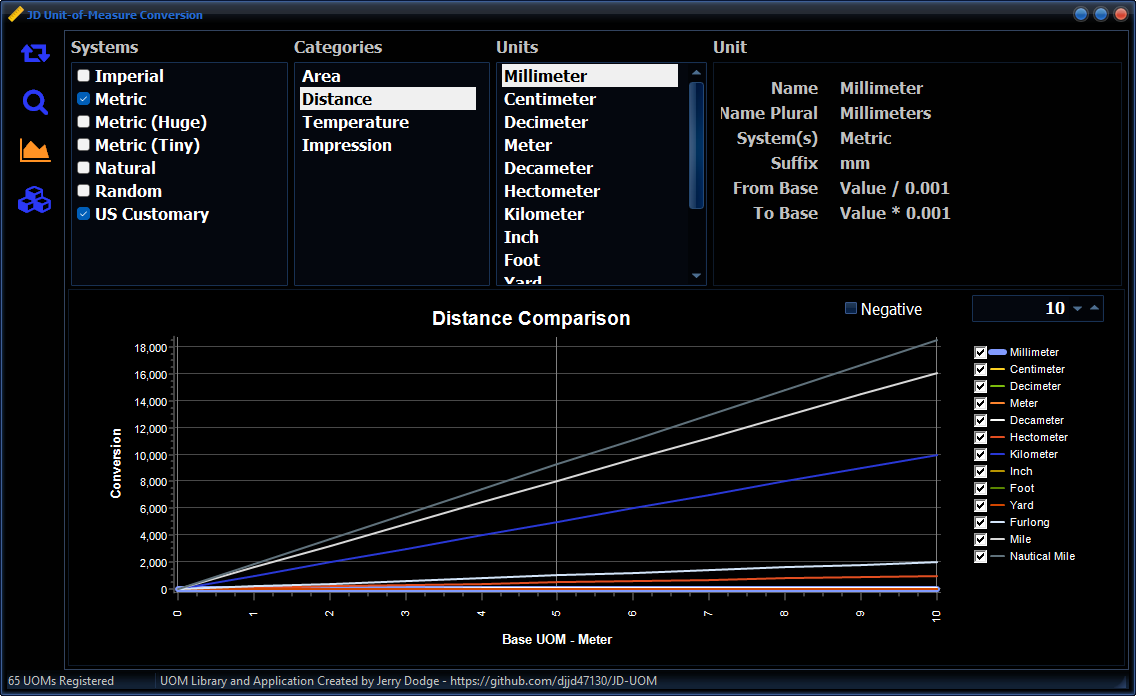 JD Unit-of-Measure Conversion
Systems
Imperial
Metric
Metric (Huge)
Metric (Tiny)
Natural
Random
US Customary
Categories
Area
Distance
Temperature
Impression
Units
Millimeter
Centimeter
Decimeter
Meter
Decameter
Hectometer
Kilometer
Inch
Foot
Yard
Unit
Name Millimeter
Name Plural Millimeters
System(s) Metric
Suffix mm
From Base Value / 0.001
To Base Value * 0.001
Distance Comparison
Negative
10
18,000
16,000
14,000
12,000
10,000
8,000
6,000
4,000
2,000
0
Conversion
0 1 2 3 4 5 6 7 8 9 10
Base UOM - Meter
Millimeter
Centimeter
Decimeter
Meter
Decameter
Hectometer
Kilometer
Inch
Foot
Yard
Furlong
Mile
Nautical Mile
65 UOMs Registered
UOM Library and Application Created by Jerry Dodge - https://github.com/djjd47130/JD-UOM